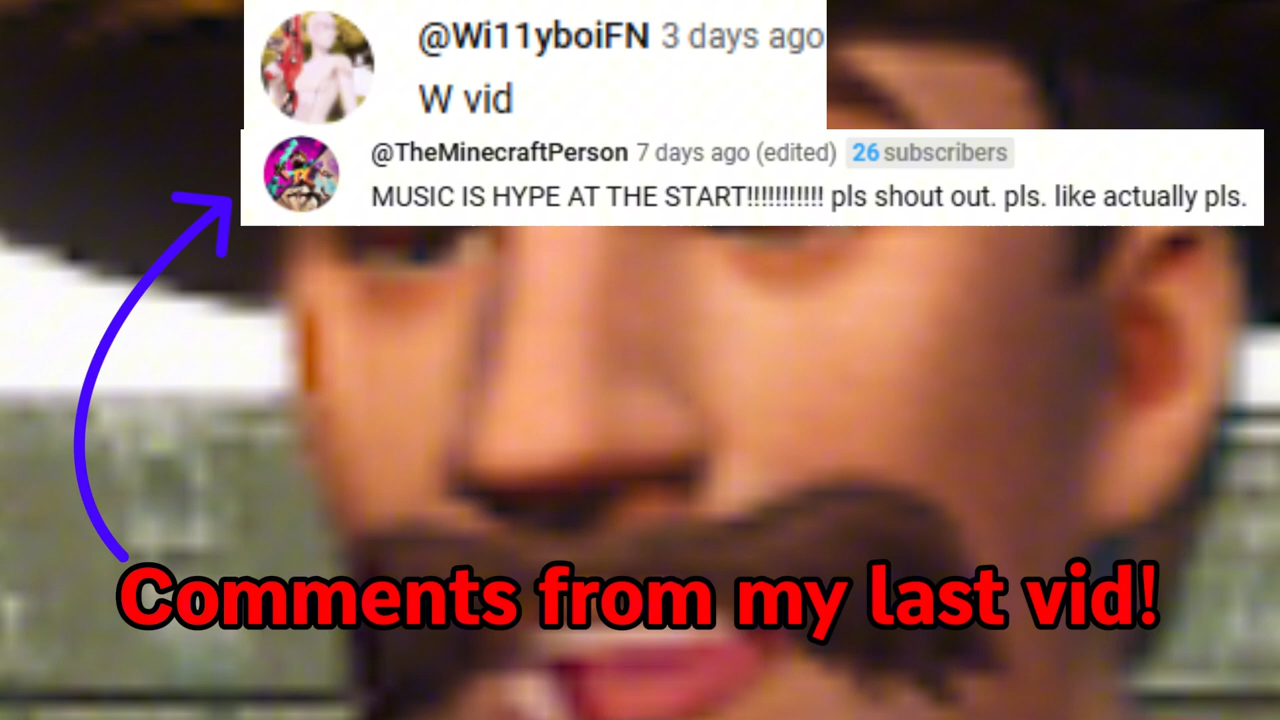 @Wi11yboiFN 3 days ago
W vid
@TheMinecraftPerson 7 days ago (edited) 26 subscribers
MUSIC IS HYPE AT THE START!!!!!!!!!!! pls shout out. pls. like actually pls.
Comments from my last vid!